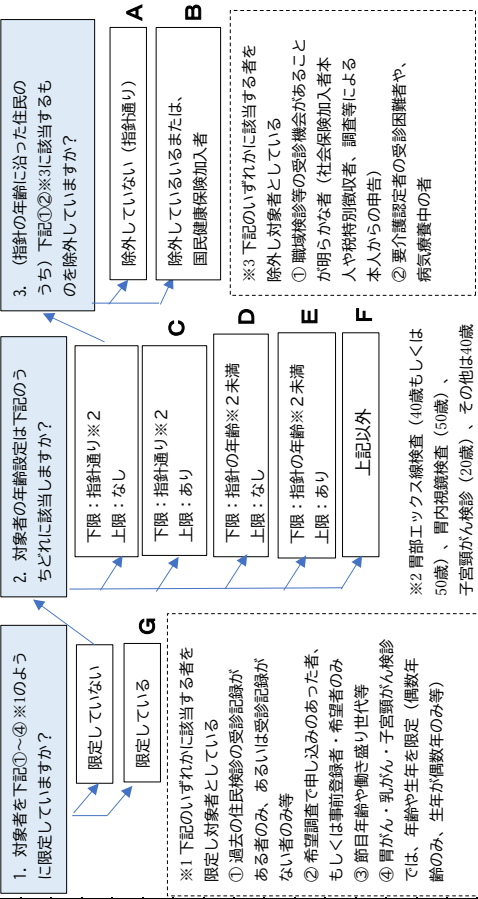 1. 対象者を下記①～④※1のよう
に限定していますか？
限定していない
限定している
G
※1 下記のいずれかに該当する者を
限定し対象者としている
① 過去の住民検診の受診記録が
ある者のみ、あるいは受診記録が
ない者のみ等
② 希望調査で申し込みのあった者、
もしくは事前登録者・希望者のみ
③ 節目年齢や働き盛り世代等
④ 胃がん・乳がん・子宮頸がん検診
では、年齢や生年を限定（偶数年
齢のみ、生年が偶数年のみ等）
2. 対象者の年齢設定は下記のう
ちどれに該当しますか？
下限：指針通り※2
上限：なし
下限：指針通り※2
上限：あり
C
下限：指針の年齢※2未満
上限：なし
D
下限：指針の年齢※2未満
上限：あり
E
上記以外
F
※2 胃部エックス線検査（40歳もしくは
50歳）、胃内視鏡検査（50歳）、
子宮頸がん検診（20歳）、その他は40歳
3. （指針の年齢に沿った住民の
うち）下記①②※3に該当するも
のを除外していますか？
除外していない（指針通り）
A
除外しているいるまたは、
国民健康保険加入者
B
※3 下記のいずれかに該当する者を
除外し対象者としている
① 職域検診等の受診機会があること
が明らかな者（社会保険加入者本
人や税特別徴収者、調査等による
本人からの申告）
② 要介護認定者の受診困難者や、
病気療養中の者